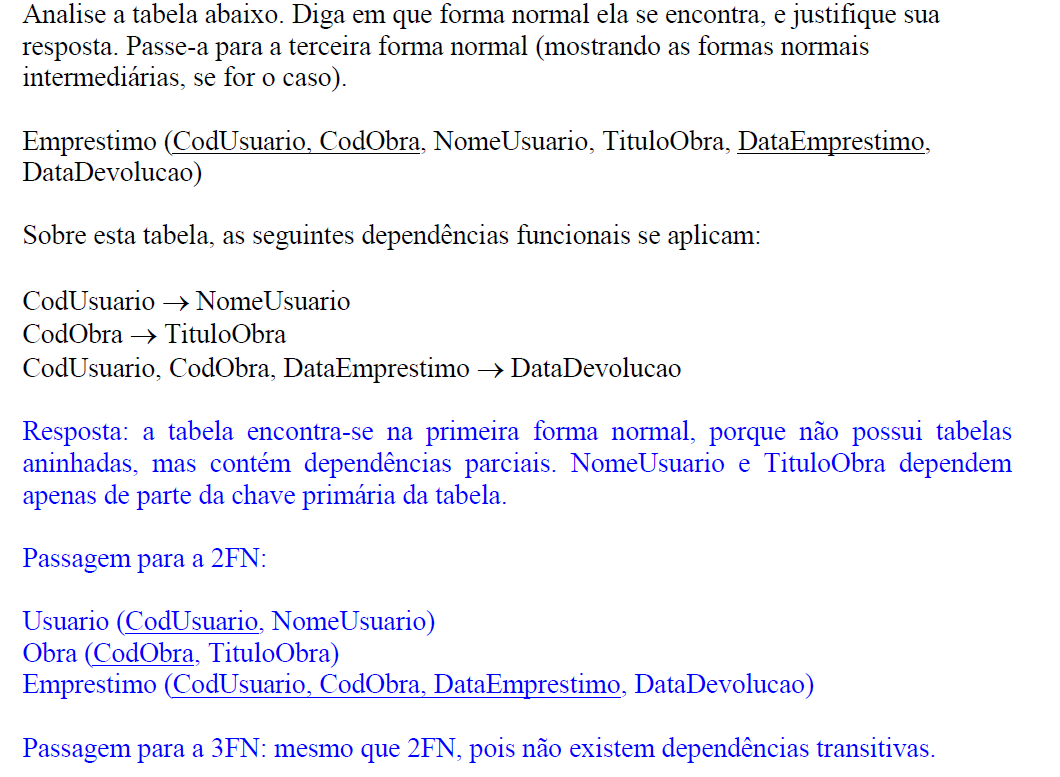 Analise a tabela abaixo. Diga em que forma normal ela se encontra, e justifique sua
resposta. Passe-a para a terceira forma normal (mostrando as formas normais
intermediárias, se for o caso).
Emprestimo (CodUsuario, CodObra, NomeUsuario, TituloObra, DataEmprestimo,
DataDevolucao)
Sobre esta tabela, as seguintes dependências funcionais se aplicam:
CodUsuario → NomeUsuario
CodObra → TituloObra
CodUsuario, CodObra, DataEmprestimo → DataDevolucao
Resposta: a tabela encontra-se na primeira forma normal, porque não possui tabelas
aninhadas, mas contém dependências parciais. NomeUsuario e TituloObra dependem
apenas de parte da chave primária da tabela.
Passagem para a 2FN:
Usuario (CodUsuario, NomeUsuario)
Obra (CodObra, TituloObra)
Emprestimo (CodUsuario, CodObra, DataEmprestimo, DataDevolucao)
Passagem para a 3FN: mesmo que 2FN, pois não existem dependências transitivas.